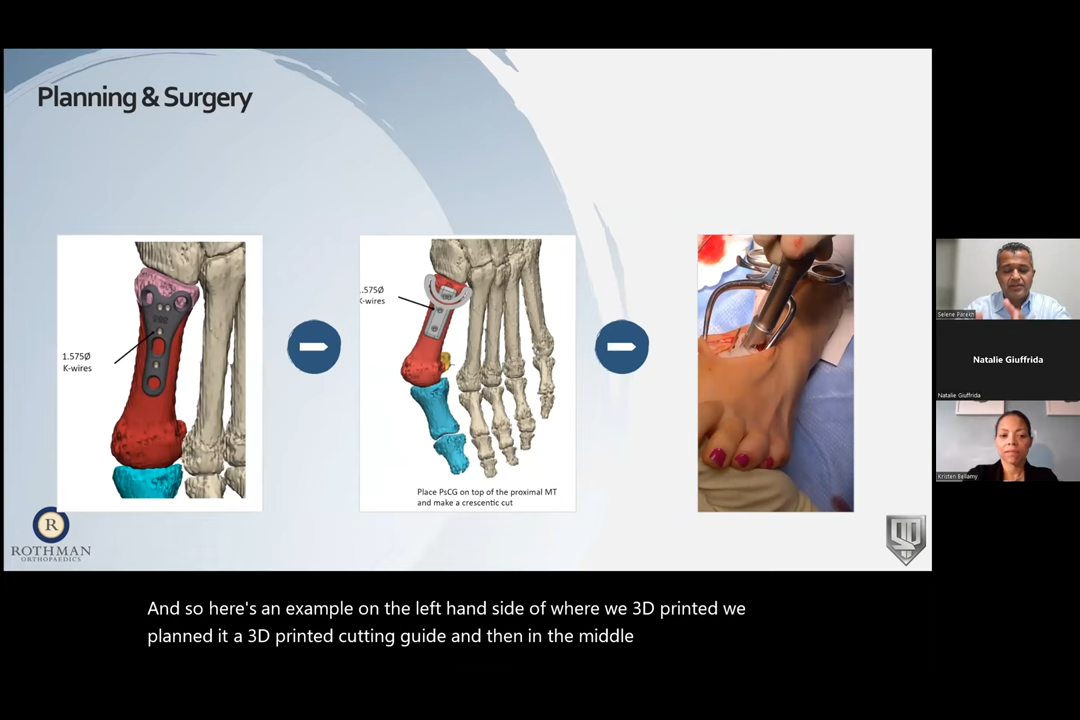 Planning & Surgery
1.575Ø
K-wires
.575Ø
K-wires
Place PsCG on top of the proximal MT
and make a crescentic cut
R
ROTHMAN
ORTHOPAEDICS
Selene Parekh
Natalie Giuffrida
Natalie Giuffrida
Kristen Bellamy
And so here's an example on the left hand side of where we 3D printed we
planned it a 3D printed cutting guide and then in the middle